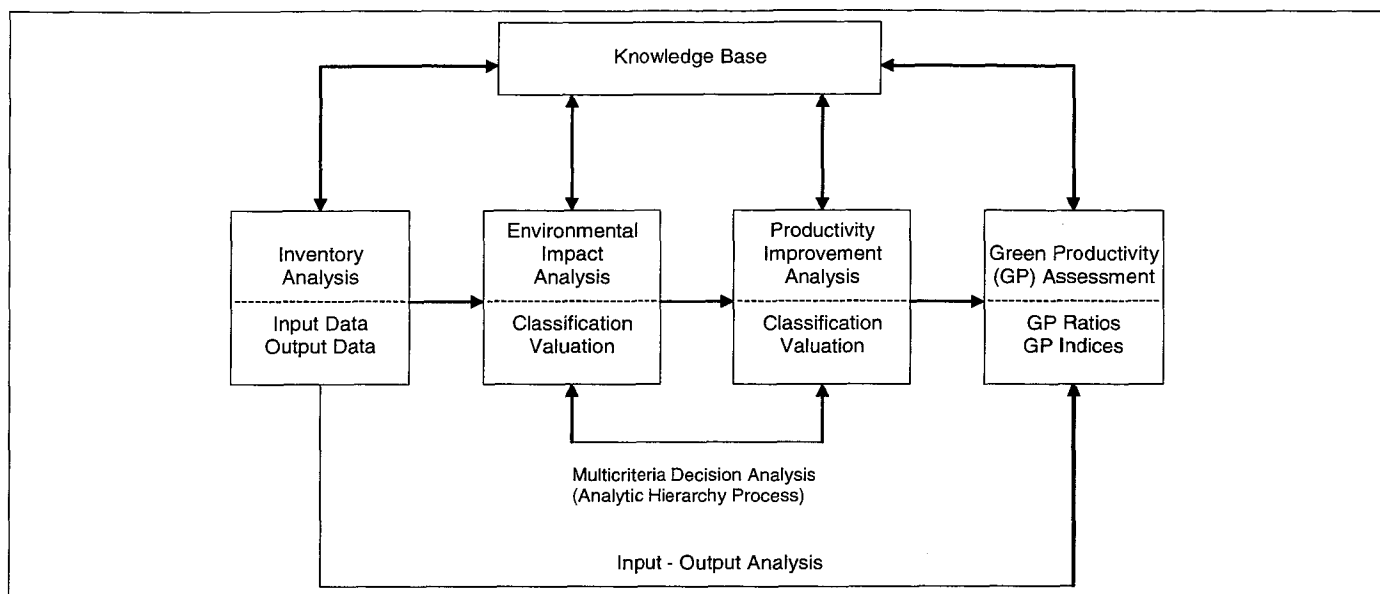 Knowledge Base
Inventory
Analysis
Input Data
Output Data
Environmental
Impact
Analysis
Classification
Valuation
Productivity
Improvement
Analysis
Classification
Valuation
Green Productivity
(GP) Assessment
GP Ratios
GP Indices
Multicriteria Decision Analysis
(Analytic Hierarchy Process)
Input - Output Analysis